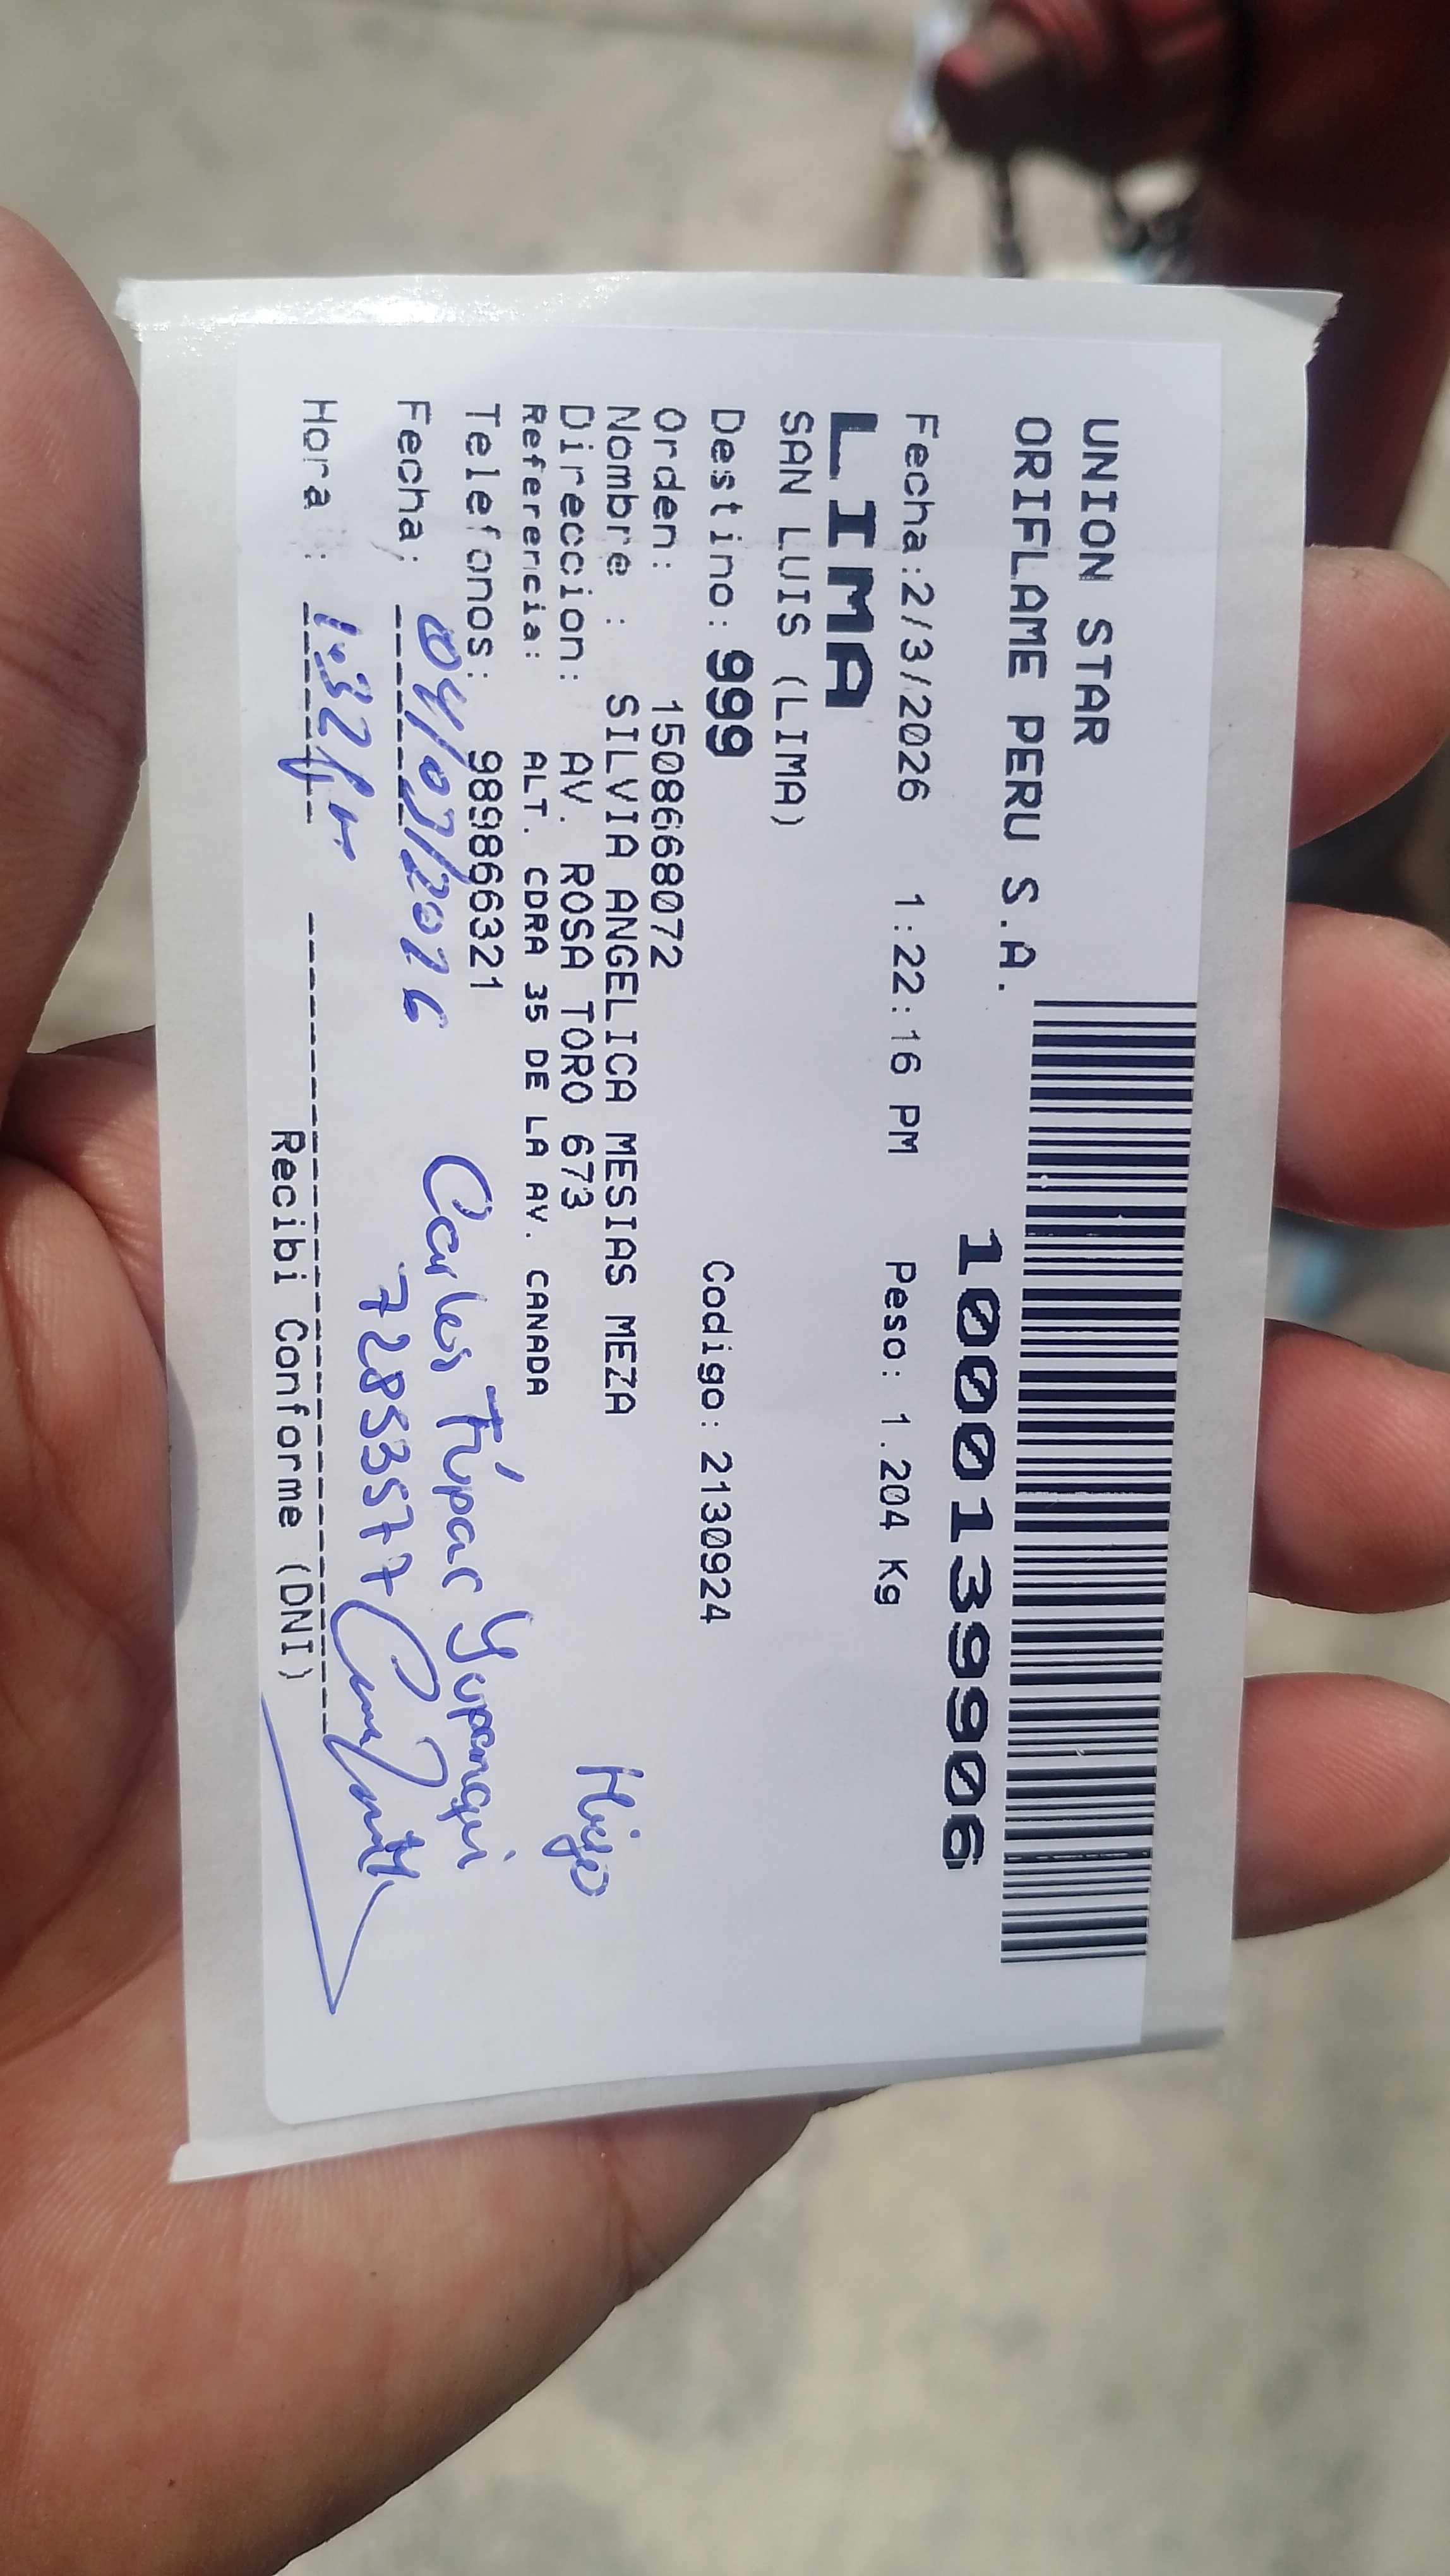 UNION STAR
ORIFLAME PERU S.A.
1000139906
Fecha:2/3/2026 1:22:16 PM Peso: 1.204 Kg
LIMA
SAN LUIS (LIMA)
Destino: 999 Codigo: 2130924
Orden: 1508668072
Nombre : SILVIA ANGELICA MESIAS MEZA
Direccion: AV. ROSA TORO 673
Hijo
Referencia: ALT. CDRA 35 DE LA AV. CANADA
Telefonos: 989866321
Carlos Túpac Yupanqui
Fecha: 04/03/2026
72853577
Hora : 1:32 pm
Recibi Conforme (DNI)